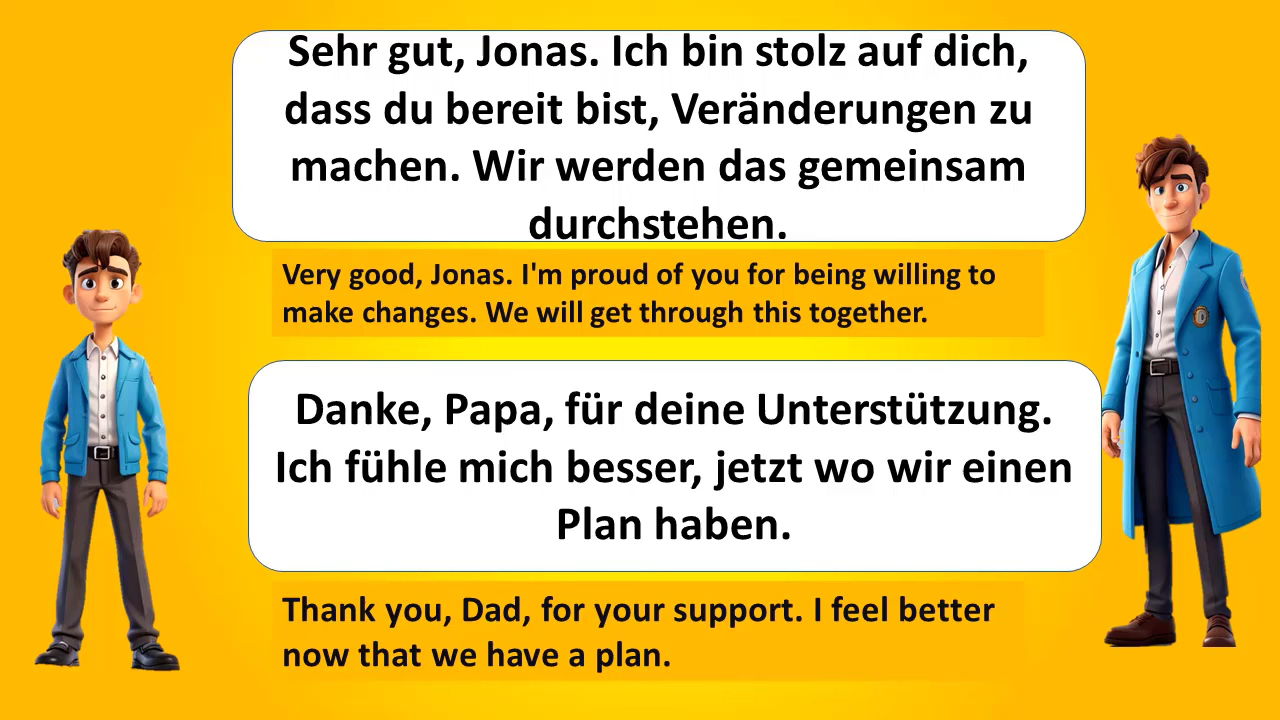 Sehr gut, Jonas. Ich bin stolz auf dich,
dass du bereit bist, Veränderungen zu
machen. Wir werden das gemeinsam
durchstehen.
Very good, Jonas. I'm proud of you for being willing to
make changes. We will get through this together.
Danke, Papa, für deine Unterstützung.
Ich fühle mich besser, jetzt wo wir einen
Plan haben.
Thank you, Dad, for your support. I feel better
now that we have a plan.